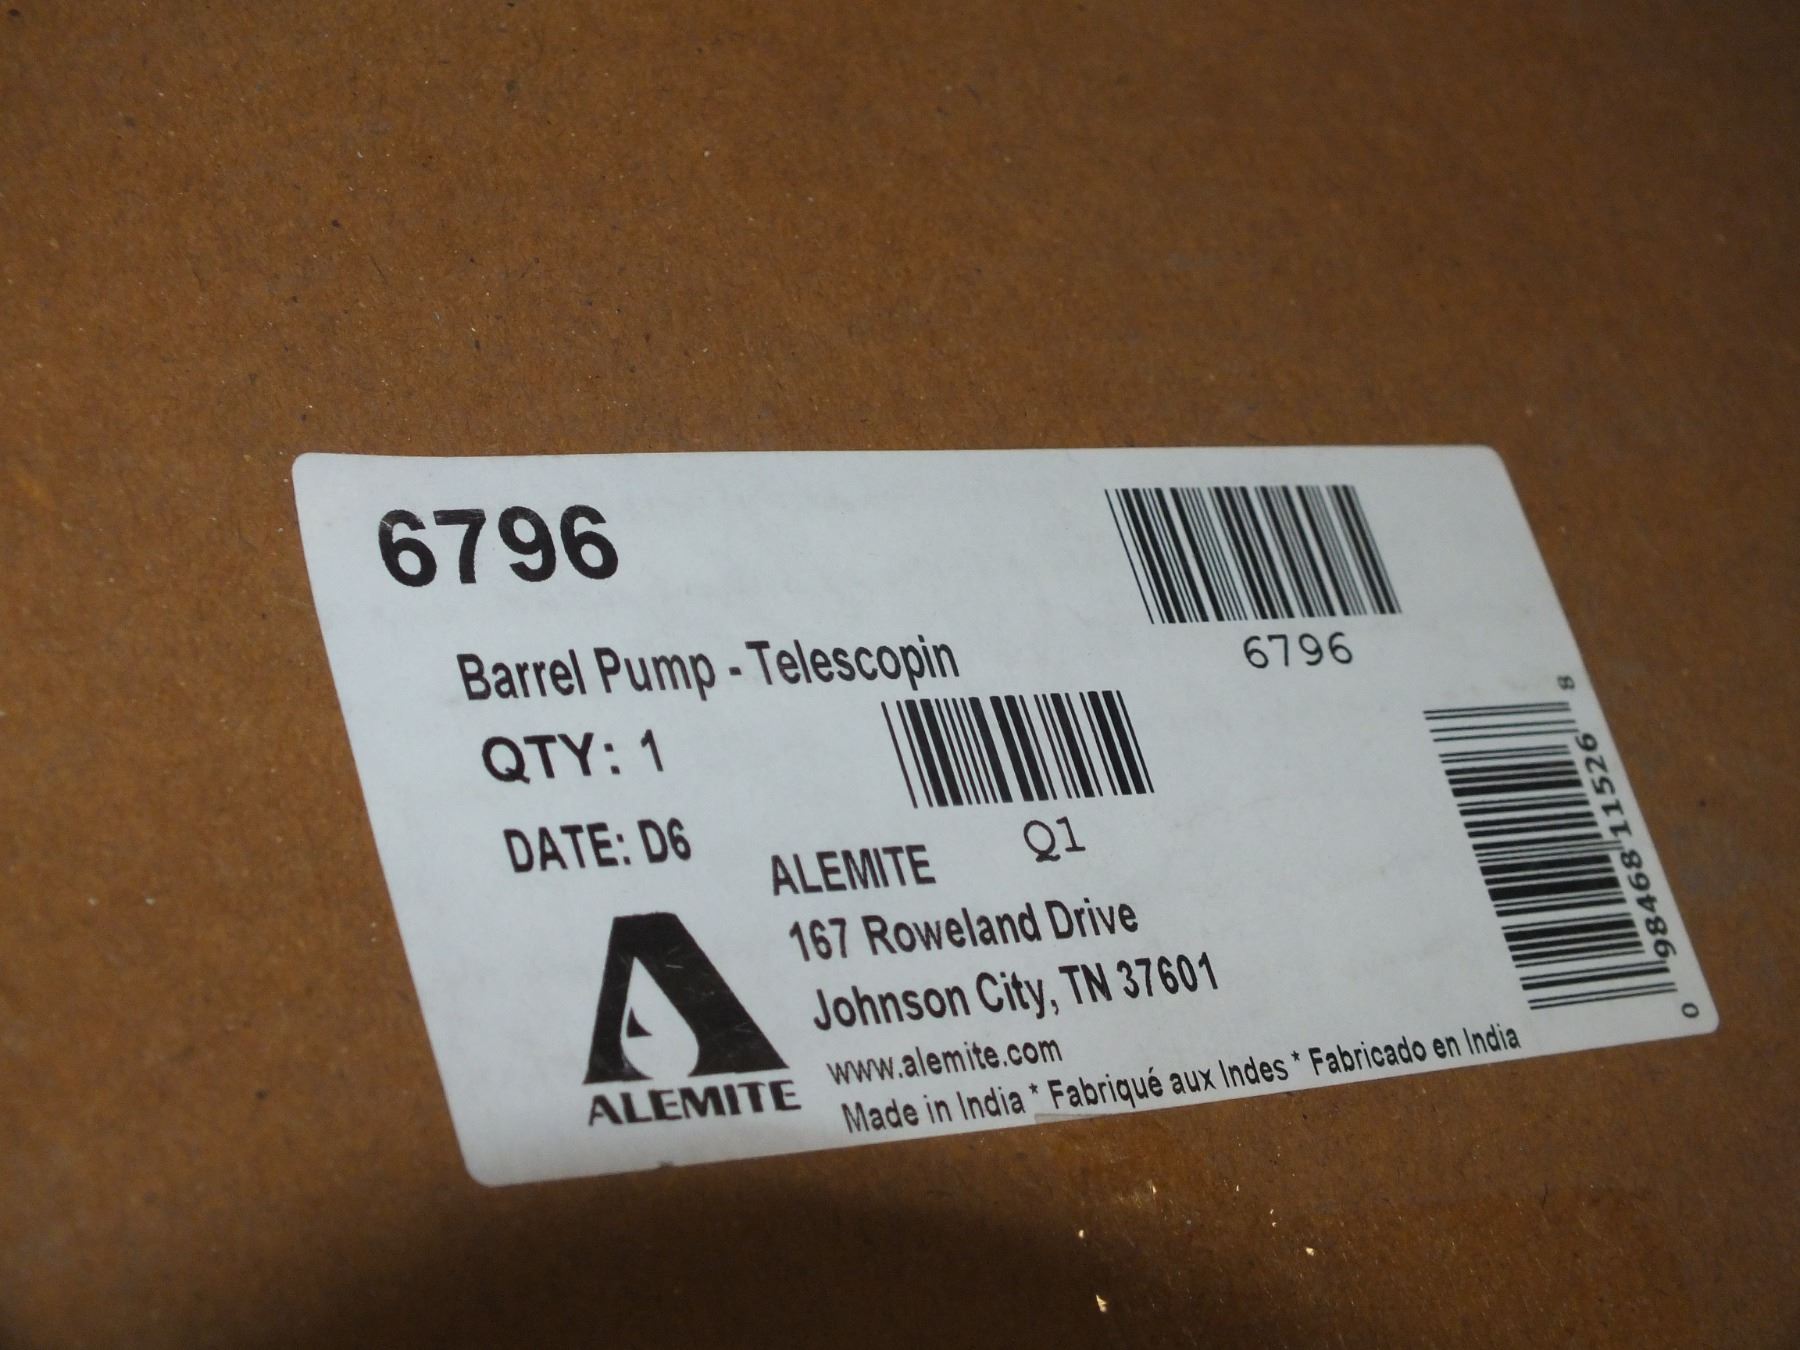 6796
6796
Barrel Pump - Telescopin
QTY: 1
Q1
DATE: D6
ALEMITE
167 Roweland Drive
Johnson City, TN 37601
www.alemite.com
Made in India * Fabriqué aux Indes * Fabricado en India
ALEMITE
0 98468 11526 8